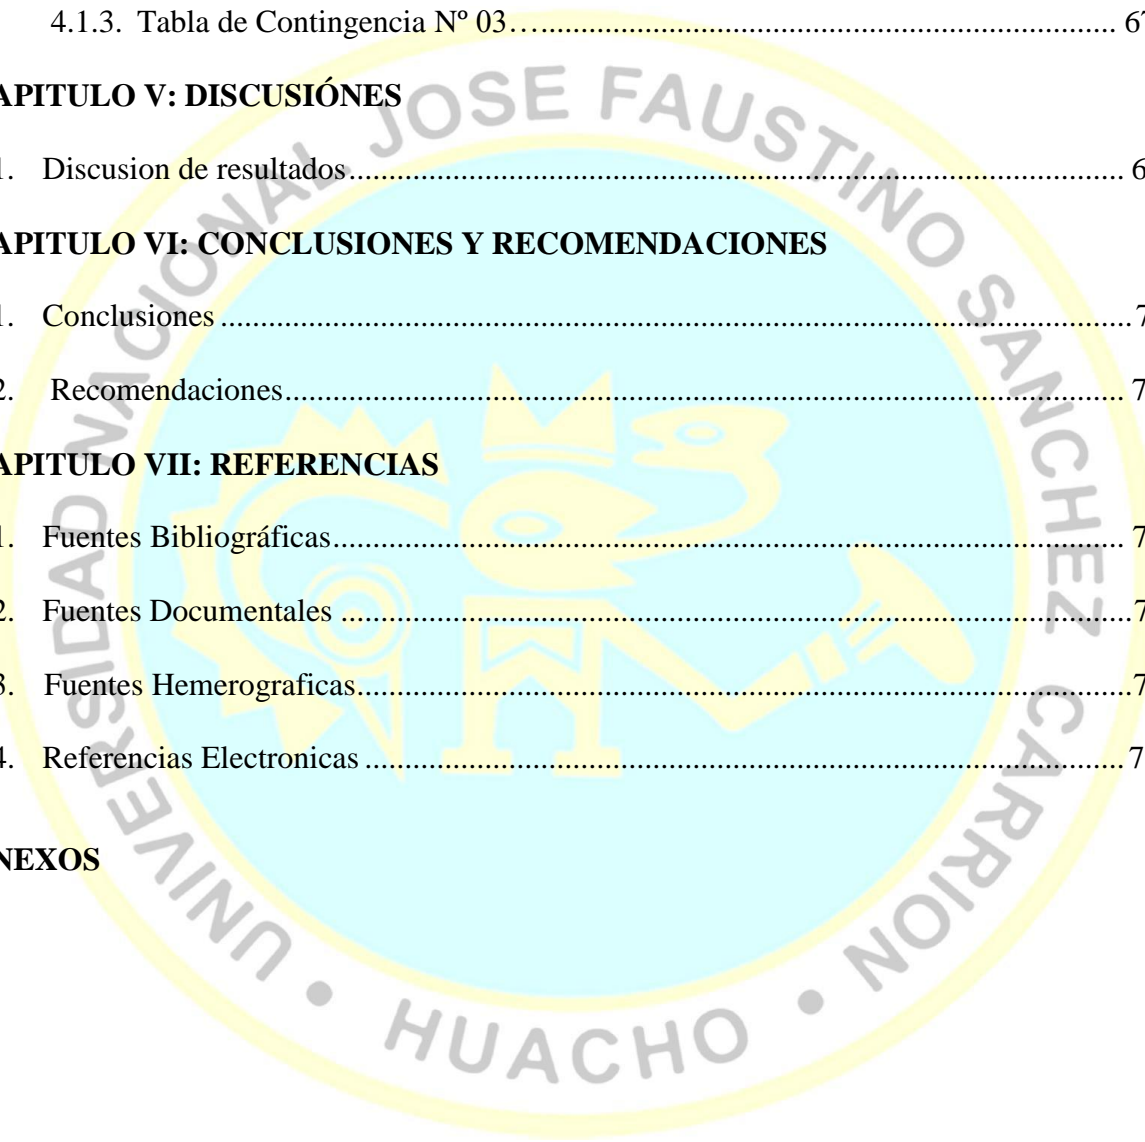 4.1.3. Tabla de Contingencia Nº 03…........................................................................ 67
APITULO V: DISCUSIÓNES
1. Discusion de resultados................................................................................................. 6
APITULO VI: CONCLUSIONES Y RECOMENDACIONES
1. Conclusiones ..................................................................................................................7
2. Recomendaciones......................................................................................................... 7
APITULO VII: REFERENCIAS
1. Fuentes Bibliográficas................................................................................................... 7
2. Fuentes Documentales ..................................................................................................7
3. Fuentes Hemerograficas.................................................................................................7
4. Referencias Electronicas ............................................................................................... 7
NEXOS
UNIVERSIDAD NACIONAL JOSE FAUSTINO SANCHEZ CARRION • HUACHO •